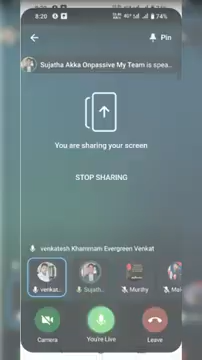 8:20
74%
Pin
Sujatha Akka Onpassive My Team is spea..
You are sharing your screen
STOP SHARING
venkatesh Khammam Evergreen Venkat
venkat..
Sujath..
Murthy
Camera
You're Live
Leave